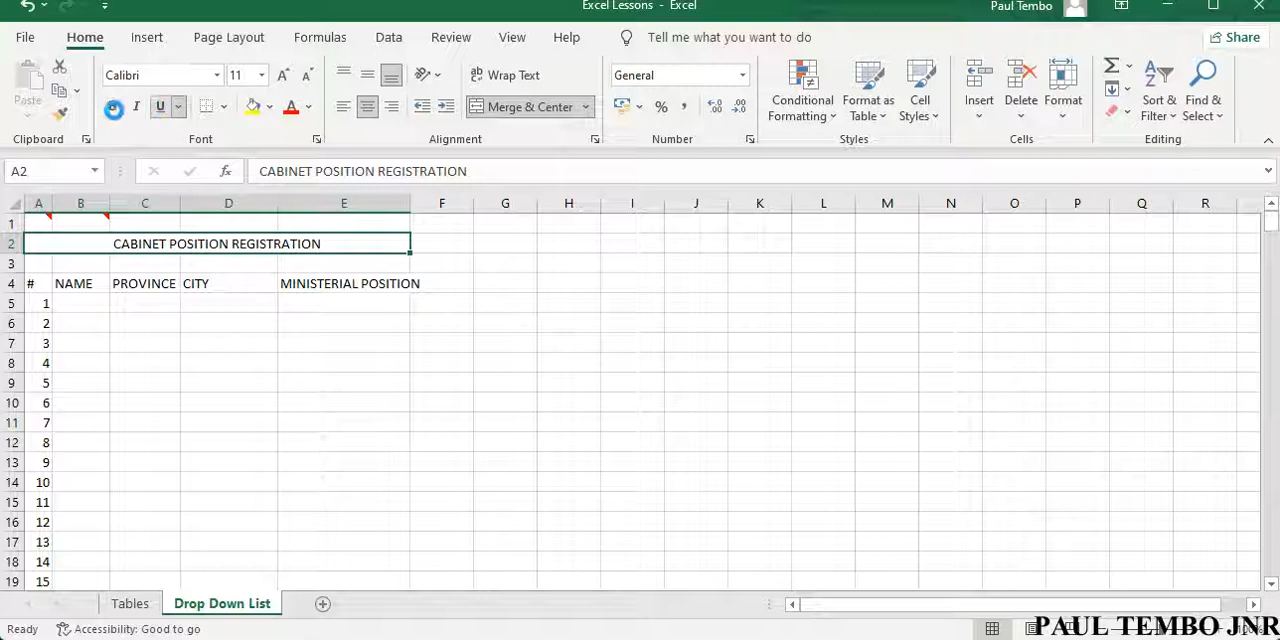 Excel Lessons - Excel
Paul Tembo
File Home Insert Page Layout Formulas Data Review View Help Tell me what you want to do Share
Paste
Clipboard
Calibri 11
I U
Font
Wrap Text
Merge & Center
Alignment
General
%
Number
Conditional Formatting
Format as Table
Cell Styles
Styles
Insert
Delete
Format
Cells
Sort & Filter
Find & Select
Editing
A2
fx
CABINET POSITION REGISTRATION
A B C D E F G H I J K L M N O P Q R
1
2 CABINET POSITION REGISTRATION
3
4 # NAME PROVINCE CITY MINISTERIAL POSITION
5 1
6 2
7 3
8 4
9 5
10 6
11 7
12 8
13 9
14 10
15 11
16 12
17 13
18 14
19 15
Tables Drop Down List
Ready Accessibility: Good to go
PAUL TEMBO JNR